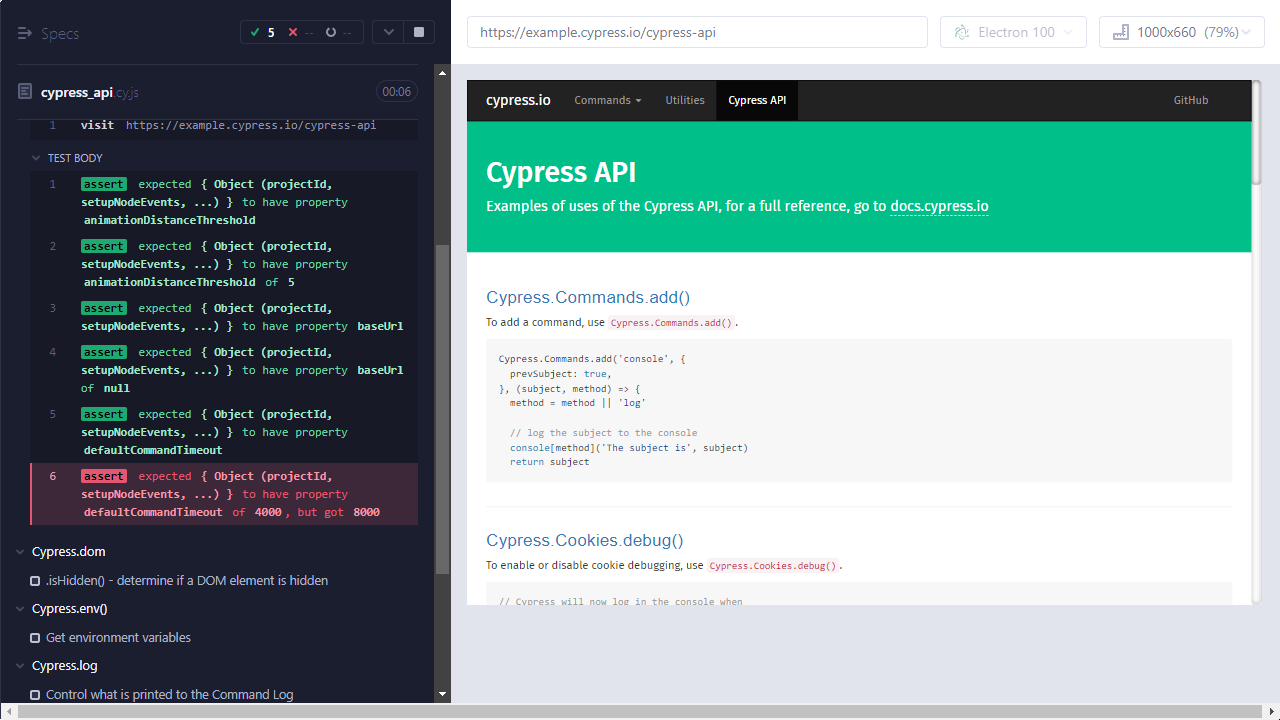 Specs
5 -- --
cypress_api.cy.js
00:06
1 visit https://example.cypress.io/cypress-api
TEST BODY
1 assert expected { Object (projectId,
setupNodeEvents, ...) } to have property
animationDistanceThreshold
2 assert expected { Object (projectId,
setupNodeEvents, ...) } to have property
animationDistanceThreshold of 5
3 assert expected { Object (projectId,
setupNodeEvents, ...) } to have property baseUrl
4 assert expected { Object (projectId,
setupNodeEvents, ...) } to have property baseUrl
of null
5 assert expected { Object (projectId,
setupNodeEvents, ...) } to have property
defaultCommandTimeout
6 assert expected { Object (projectId,
setupNodeEvents, ...) } to have property
defaultCommandTimeout of 4000, but got 8000
Cypress.dom
.isHidden() - determine if a DOM element is hidden
Cypress.env()
Get environment variables
Cypress.log
Control what is printed to the Command Log
https://example.cypress.io/cypress-api
Electron 100
1000x660 (79%)
cypress.io Commands Utilities Cypress API GitHub
Cypress API
Examples of uses of the Cypress API, for a full reference, go to docs.cypress.io
Cypress.Commands.add()
To add a command, use Cypress.Commands.add().
Cypress.Commands.add('console', {
prevSubject: true,
}, (subject, method) => {
method = method || 'log'
// log the subject to the console
console[method]('The subject is', subject)
return subject
Cypress.Cookies.debug()
To enable or disable cookie debugging, use Cypress.Cookies.debug().
// Cypress will now log in the console when